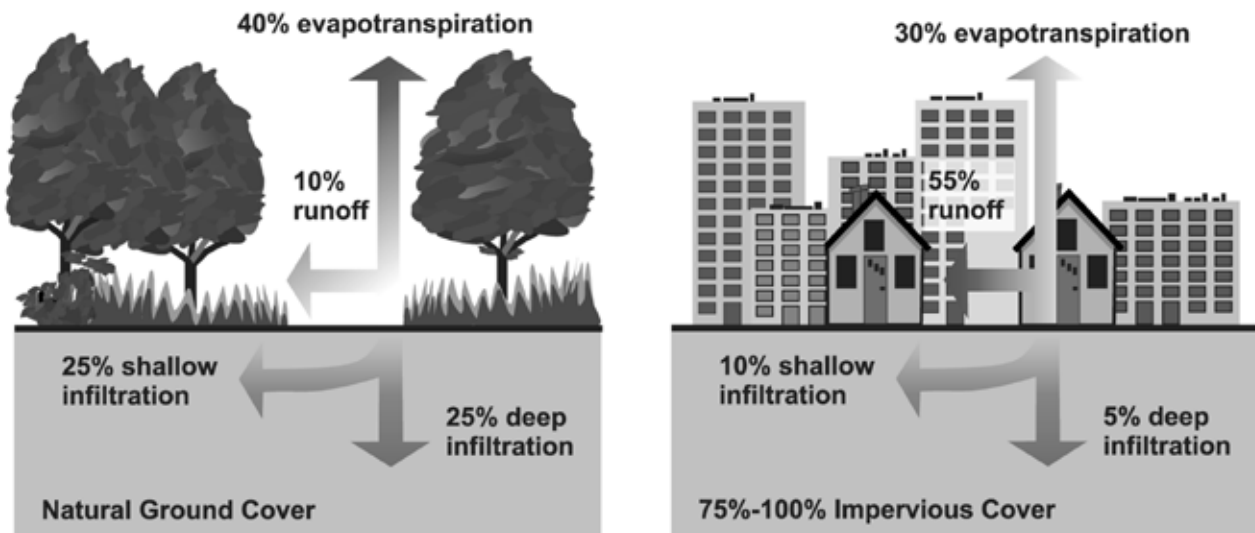 40% evapotranspiration
10%
runoff
25% shallow
infiltration
25% deep
infiltration
Natural Ground Cover
30% evapotranspiration
55%
runoff
10% shallow
infiltration
5% deep
infiltration
75%-100% Impervious Cover